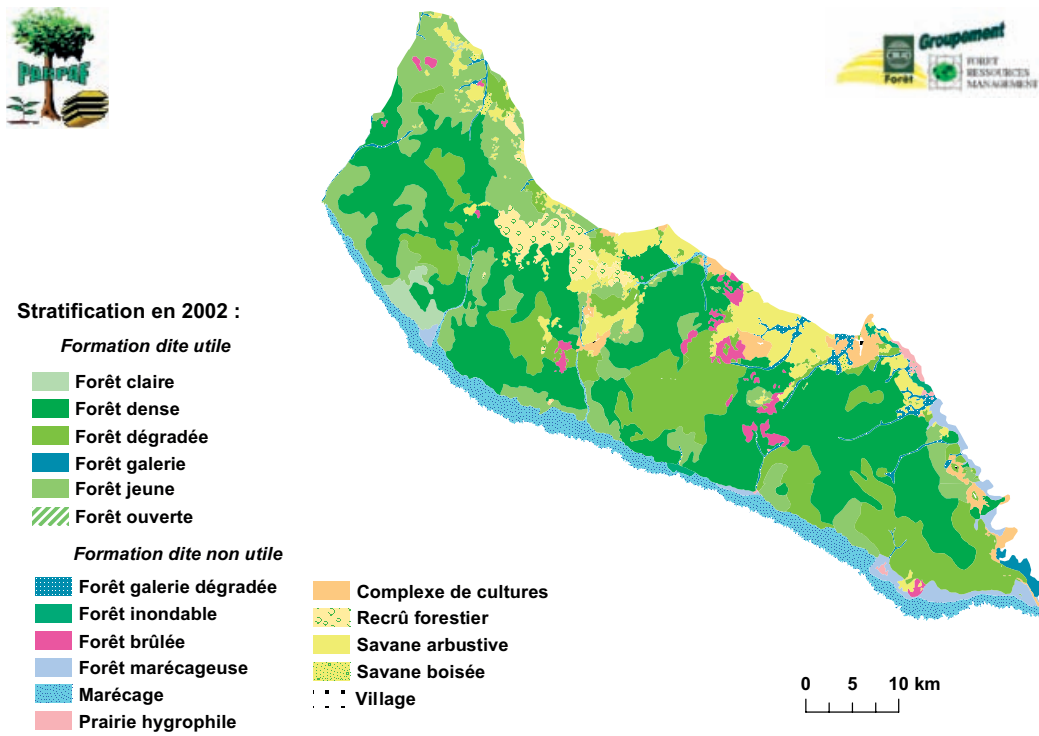 PARPAF
Groupement
CIRAD
Forêt
FORET
RESSOURCES
MANAGEMENT
Stratification en 2002 :
Formation dite utile
Forêt claire
Forêt dense
Forêt dégradée
Forêt galerie
Forêt jeune
Forêt ouverte
Formation dite non utile
Forêt galerie dégradée
Forêt inondable
Forêt brûlée
Forêt marécageuse
Marécage
Prairie hygrophile
Complexe de cultures
Recrû forestier
Savane arbustive
Savane boisée
Village
0 5 10 km